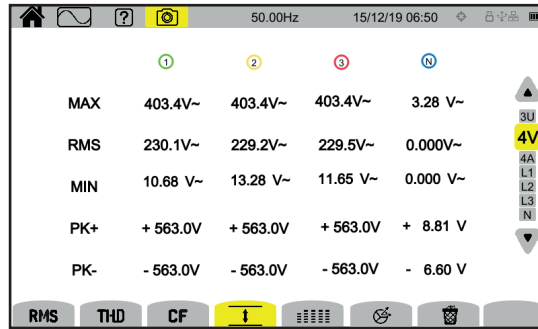 ? 50.00Hz 15/12/19 06:50
1 2 3 N
MAX 403.4V~ 403.4V~ 403.4V~ 3.28 V~
3U
RMS 230.1V~ 229.2V~ 229.5V~ 0.000V~
4V
4A
L1
MIN 10.68 V~ 13.28 V~ 11.65 V~ 0.000 V~
L2
L3
N
PK+ + 563.0V + 563.0V + 563.0V + 8.81 V
PK- - 563.0V - 563.0V - 563.0V - 6.60 V
RMS THD CF